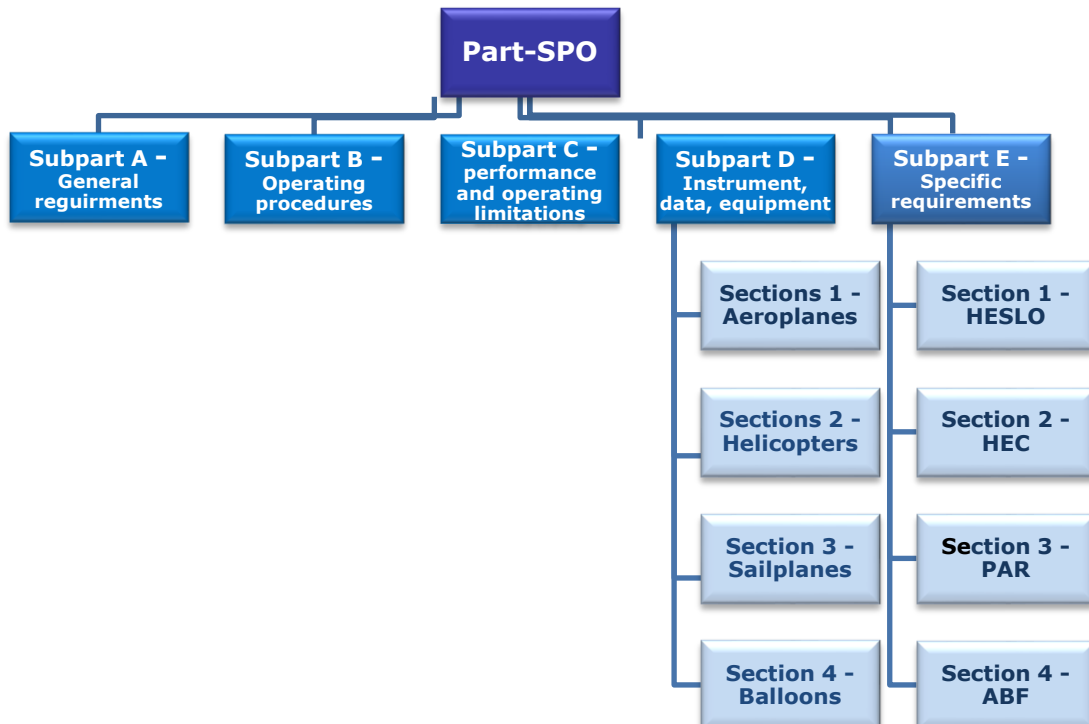 Part-SPO
Subpart A –
General
reguirments
Subpart B –
Operating
procedures
Subpart C –
performance
and operating
limitations
Subpart D –
Instrument,
data, equipment
Subpart E –
Specific
requirements
Sections 1 -
Aeroplanes
Sections 2 -
Helicopters
Section 3 -
Sailplanes
Section 4 -
Balloons
Section 1 -
HESLO
Section 2 -
HEC
Section 3 -
PAR
Section 4 -
ABF